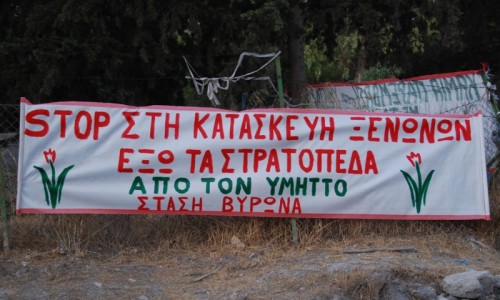 STOP ΣΤΗ ΚΑΤΑΣΚΕΥΗ ΞΕΝΩΝΩΝ
ΕΞΩ ΤΑ ΣΤΡΑΤΟΠΕΔΑ
ΑΠΟ ΤΟΝ ΥΜΗΤΤΟ
ΣΤΑΣΗ ΒΥΡΩΝΑ